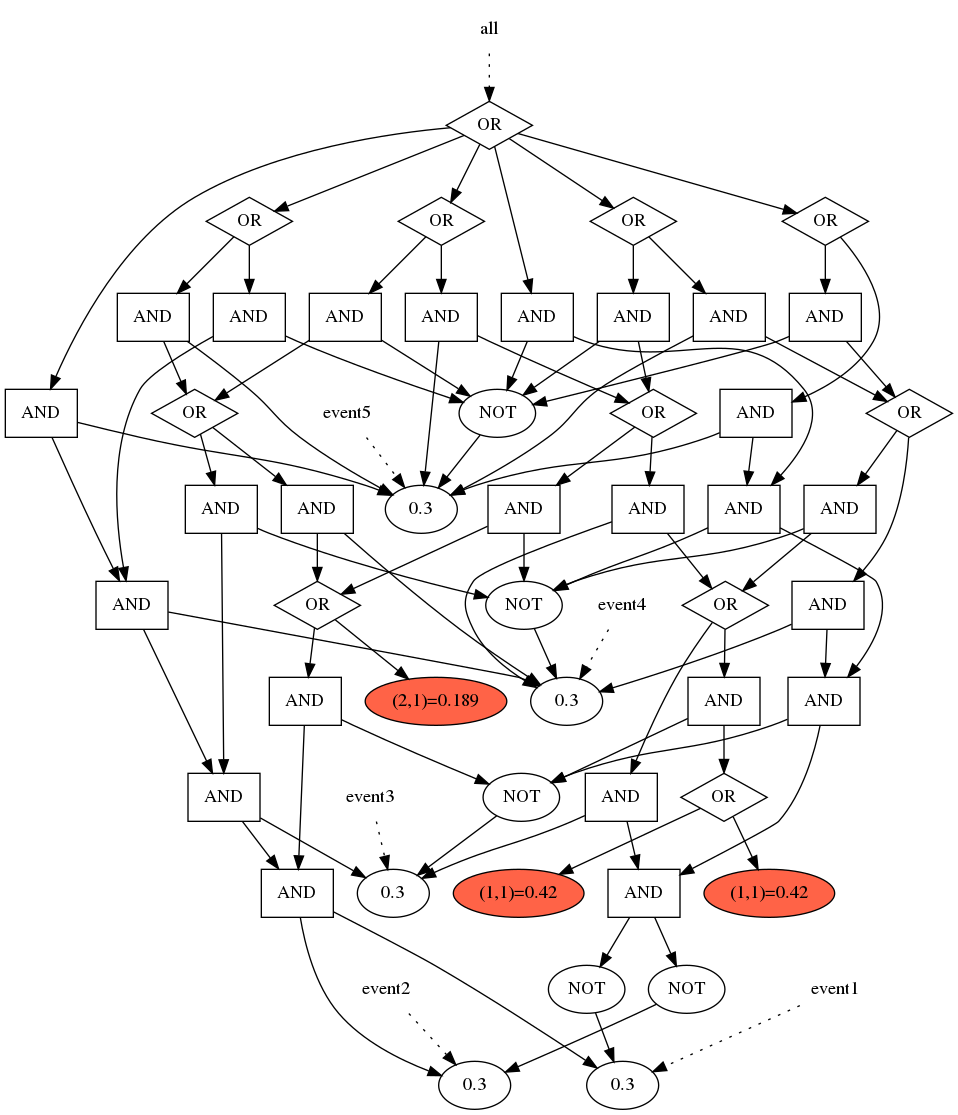 all
OR
OR OR OR OR
AND AND AND AND AND AND AND AND
AND OR event5 NOT OR AND OR
AND AND 0.3 AND AND AND AND
AND OR NOT event4 OR AND
AND (2,1)=0.189 0.3 AND AND
AND event3 NOT AND OR
AND 0.3 (1,1)=0.42 AND (1,1)=0.42
event2 NOT NOT event1
0.3 0.3